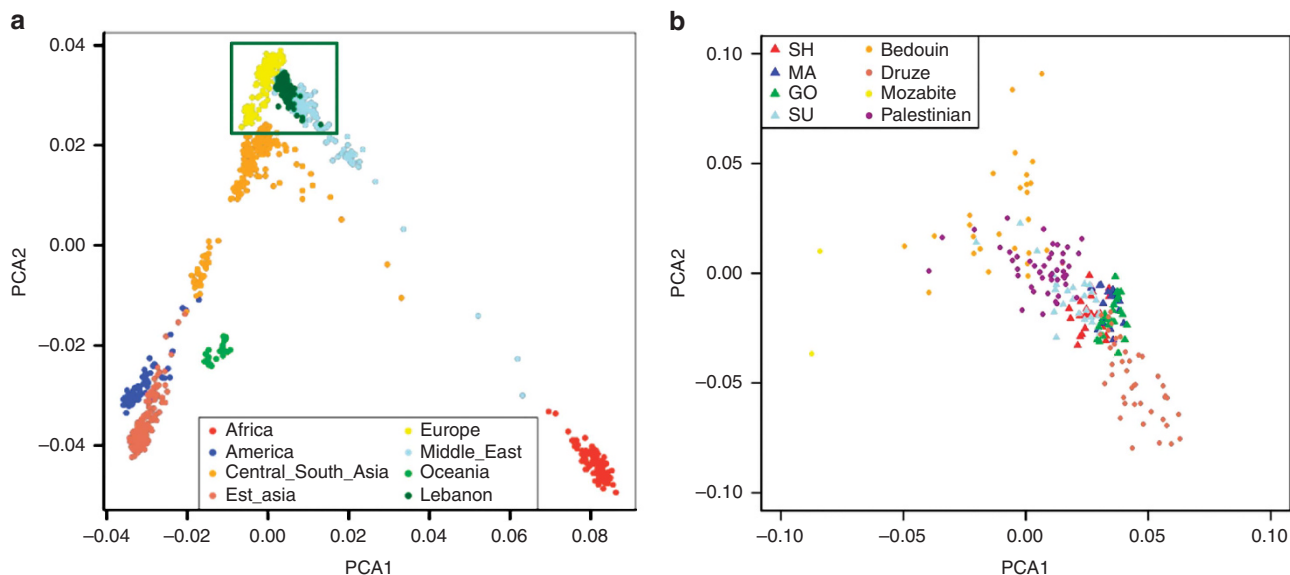 a
0.04
0.02
0.00
−0.02
−0.04
PCA2
−0.04
−0.02
0.00
0.02
0.04
0.06
0.08
PCA1
Africa
America
Central_South_Asia
Est_asia
Europe
Middle_East
Oceania
Lebanon
b
0.10
0.05
0.00
−0.05
−0.10
PCA2
−0.10
−0.05
0.00
0.05
0.10
PCA1
SH
MA
GO
SU
Bedouin
Druze
Mozabite
Palestinian